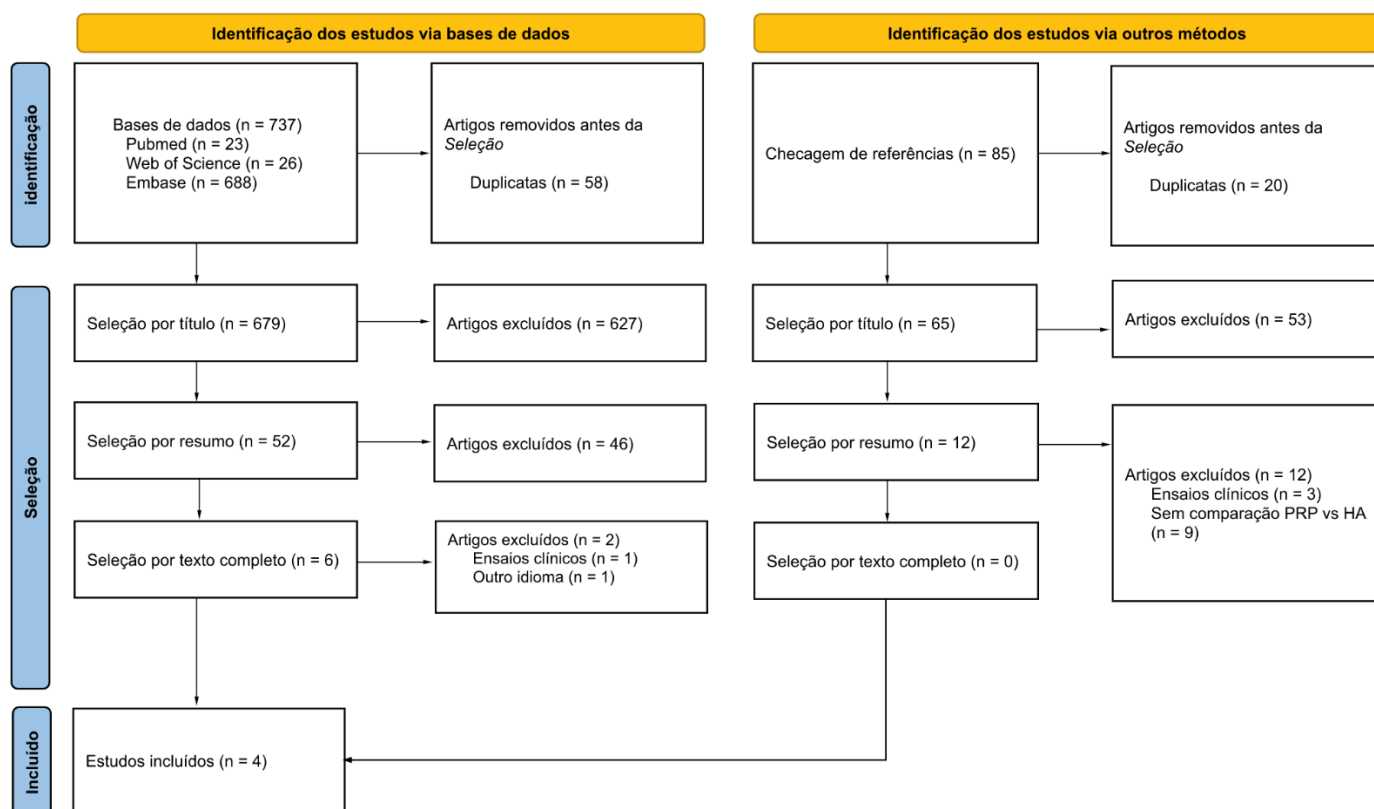 Identificação dos estudos via bases de dados
Identificação dos estudos via outros métodos
identificação
Bases de dados (n = 737)
Pubmed (n = 23)
Web of Science (n = 26)
Embase (n = 688)
Artigos removidos antes da
Seleção
Duplicatas (n = 58)
Checagem de referências (n = 85)
Artigos removidos antes da
Seleção
Duplicatas (n = 20)
Seleção
Seleção por título (n = 679)
Artigos excluídos (n = 627)
Seleção por título (n = 65)
Artigos excluídos (n = 53)
Seleção por resumo (n = 52)
Artigos excluídos (n = 46)
Seleção por resumo (n = 12)
Artigos excluídos (n = 12)
Ensaios clínicos (n = 3)
Sem comparação PRP vs HA
(n = 9)
Seleção por texto completo (n = 6)
Artigos excluídos (n = 2)
Ensaios clínicos (n = 1)
Outro idioma (n = 1)
Seleção por texto completo (n = 0)
Incluído
Estudos incluídos (n = 4)